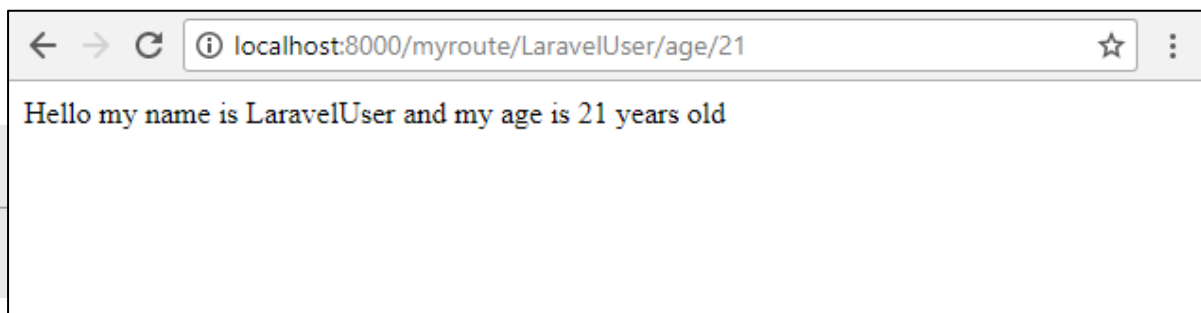 localhost:8000/myroute/LaravelUser/age/21
Hello my name is LaravelUser and my age is 21 years old